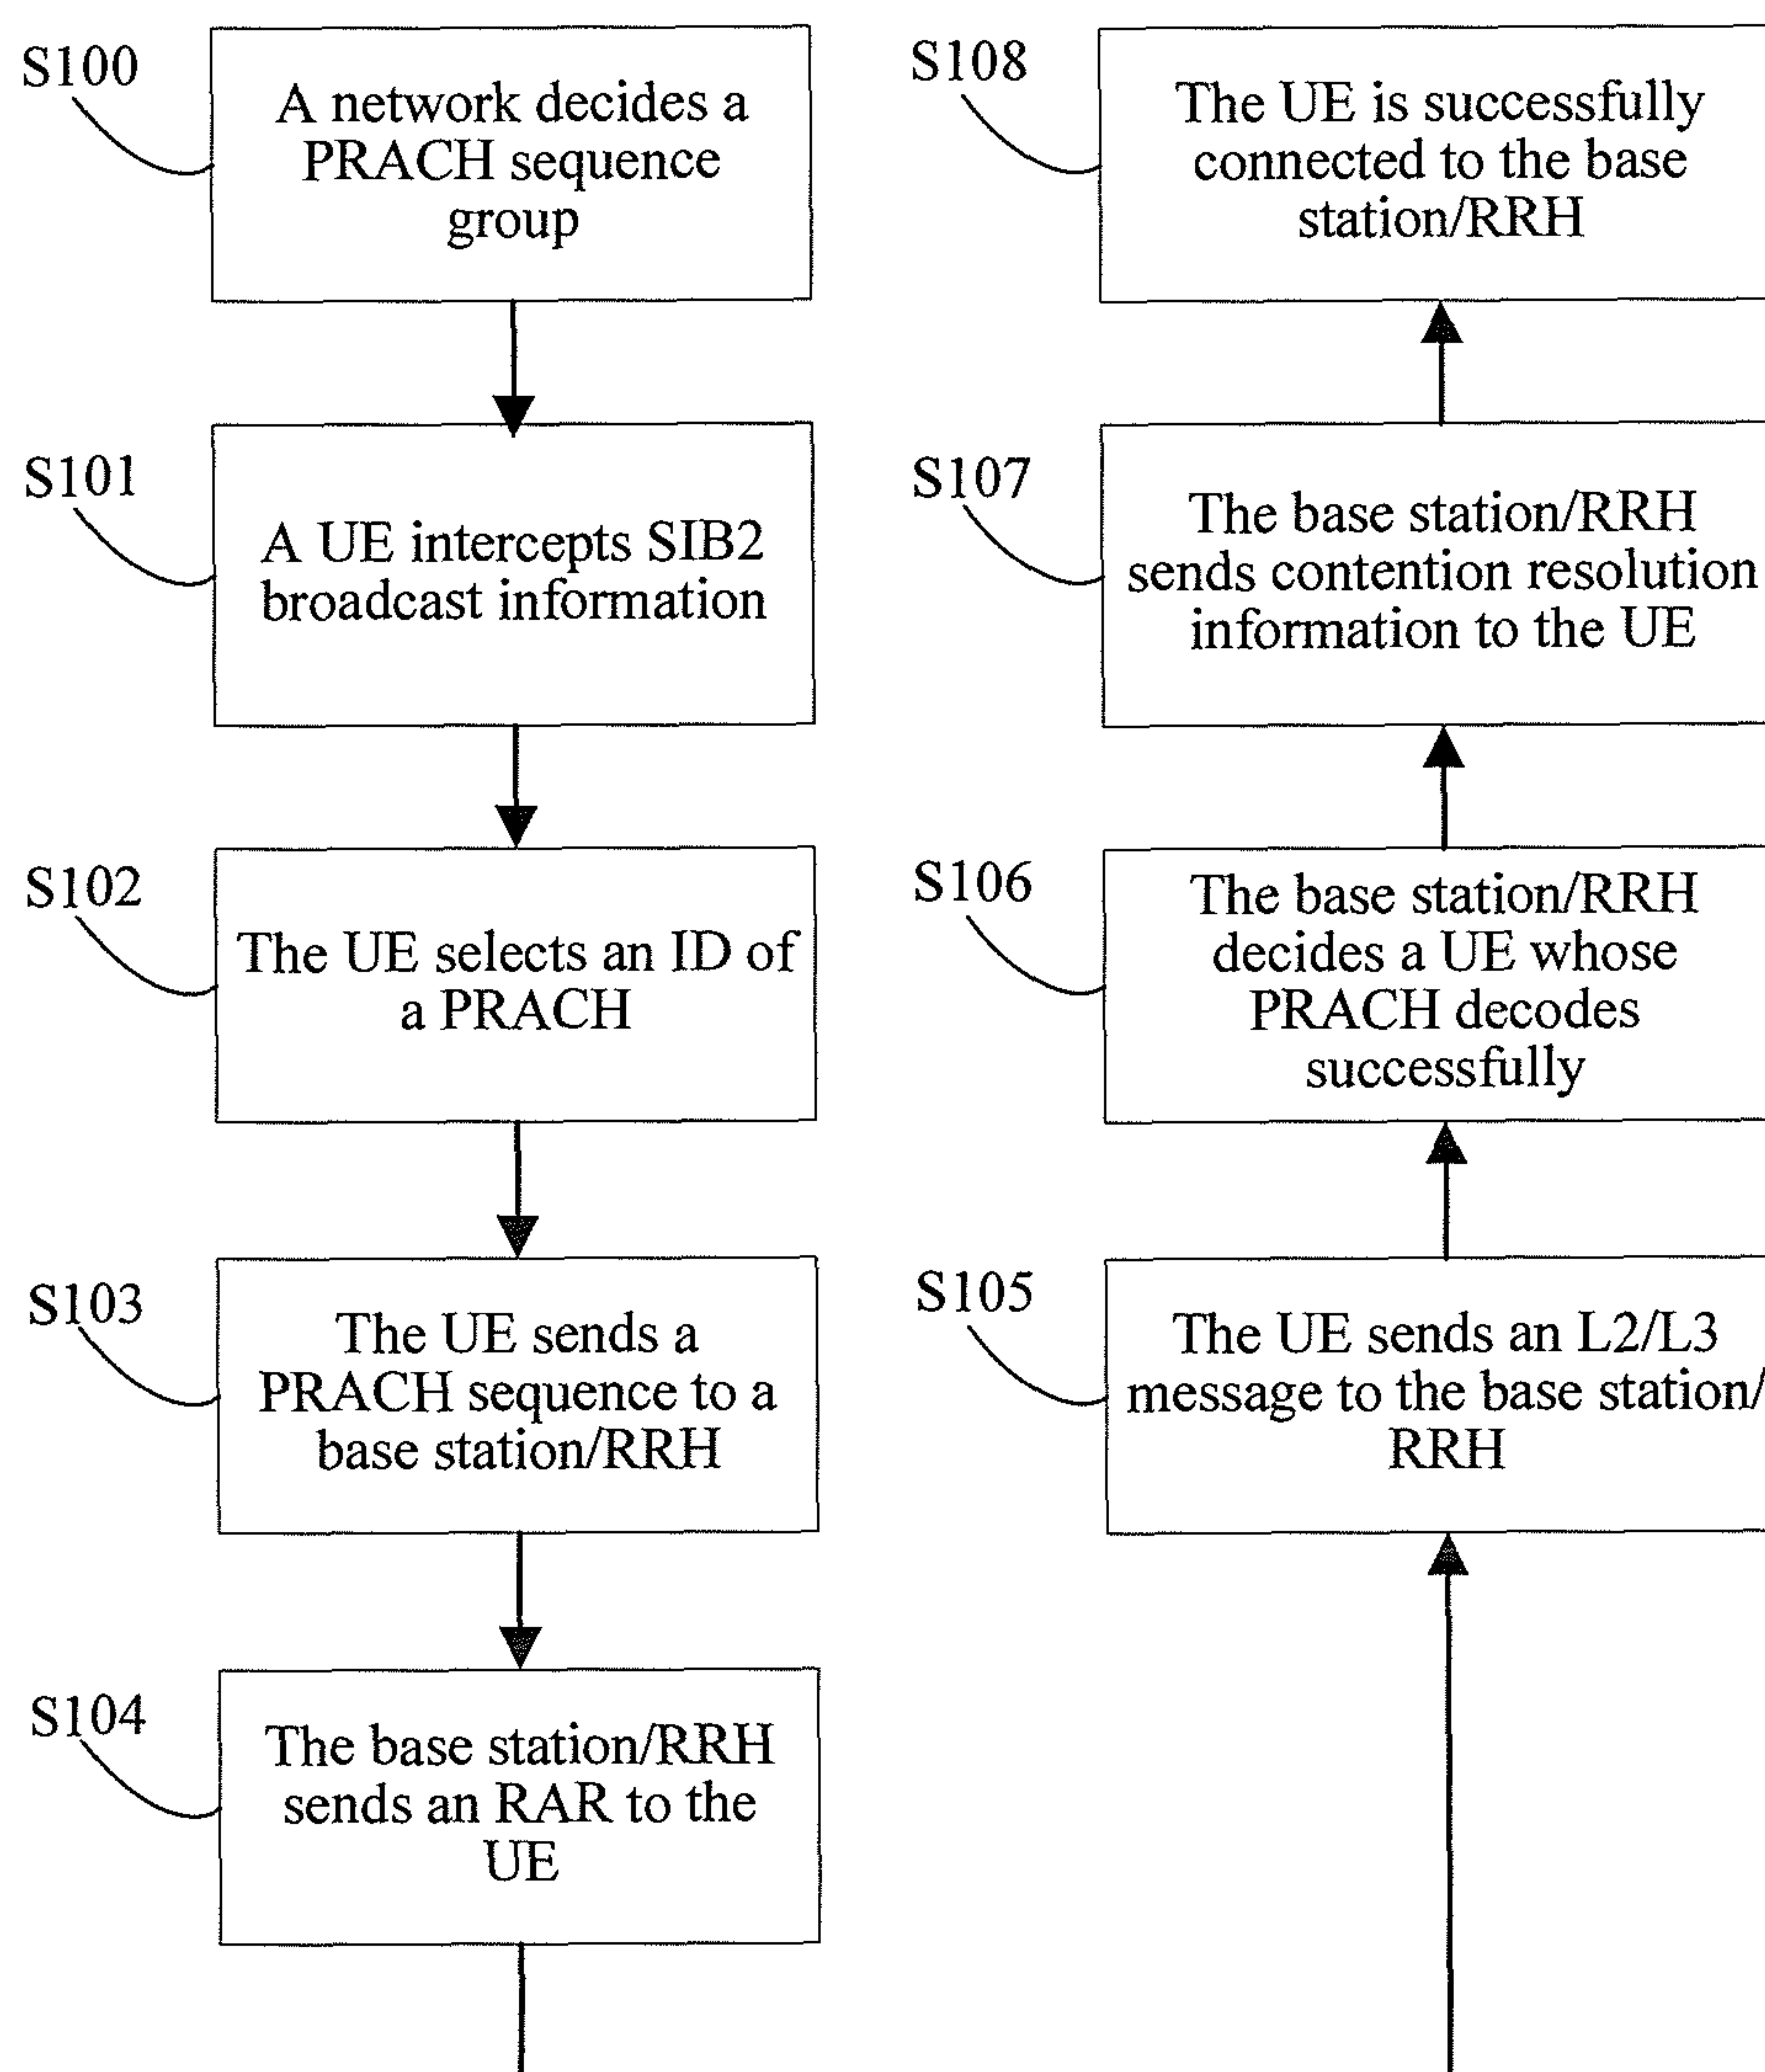 S100
A network decides a
PRACH sequence
group
S101
A UE intercepts SIB2
broadcast information
S102
The UE selects an ID of
a PRACH
S103
The UE sends a
PRACH sequence to a
base station/RRH
S104
The base station/RRH
sends an RAR to the
UE
S105
The UE sends an L2/L3
message to the base station/
RRH
S106
The base station/RRH
decides a UE whose
PRACH decodes
successfully
S107
The base station/RRH
sends contention resolution
information to the UE
S108
The UE is successfully
connected to the base
station/RRH